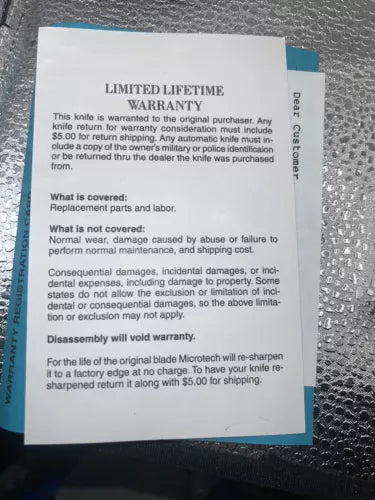 LIMITED LIFETIME
WARRANTY
This knife is warranted to the original purchaser. Any
knife return for warranty consideration must include
$5.00 for return shipping. Any automatic knife must in-
clude a copy of the owner's military or police identificaion
or be returned thru the dealer the knife was purchased
from.
What is covered:
Replacement parts and labor.
What is not covered:
Normal wear, damage caused by abuse or failure to
perform normal maintenance, and shipping cost.
Consequential damages, incidental damages, or inci-
dental expenses, including damage to property. Some
states do not allow the exclusion or limitation of inci-
dental or consequential damages, so the above limita-
tion or exclusion may not apply.
Disassembly will void warranty.
For the life of the original blade Microtech will re-sharpen
it to a factory edge at no charge. To have your knife re-
sharpened return it along with $5.00 for shipping.
Dear Customer
WARRANTY REGISTRATION CARD